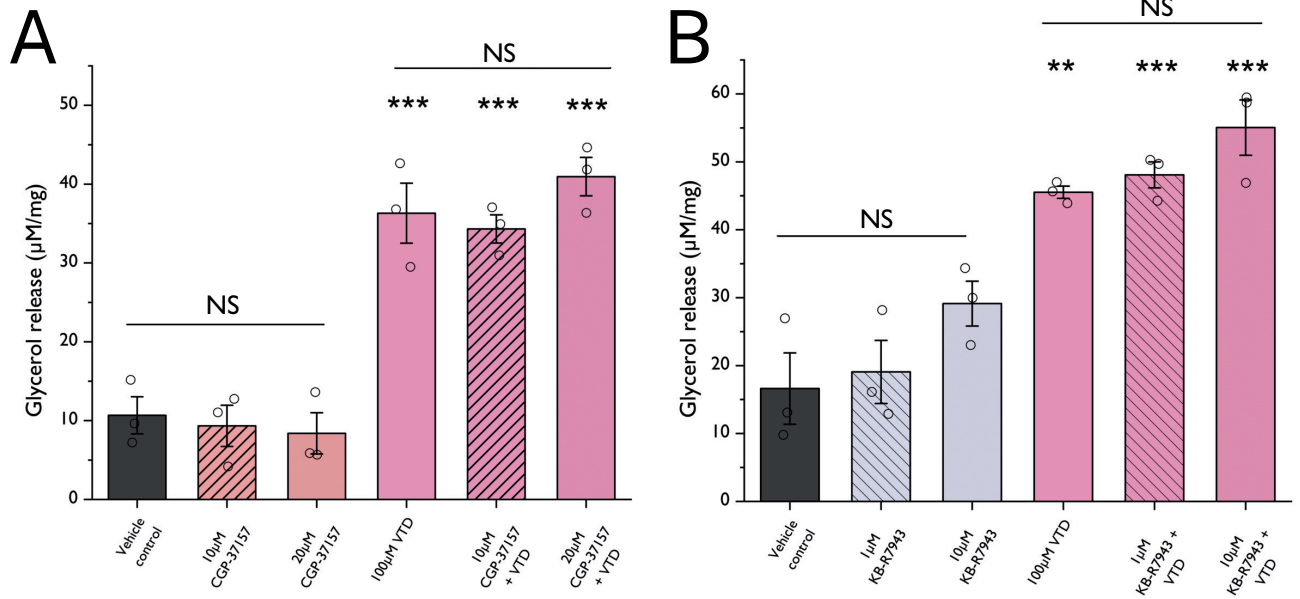 A
NS
*** *** ***
NS
Glycerol release (µM/mg)
50
40
30
20
10
0
Vehicle
control
10µM
CGP-37157
20µM
CGP-37157
100µM VTD
10µM
CGP-37157
+ VTD
20µM
CGP-37157
+ VTD
B
NS
** *** ***
NS
Glycerol release (µM/mg)
60
50
40
30
20
10
0
Vehicle
control
1µM
KB-R7943
10µM
KB-R7943
100µM VTD
1µM
KB-R7943 +
VTD
10µM
KB-R7943 +
VTD